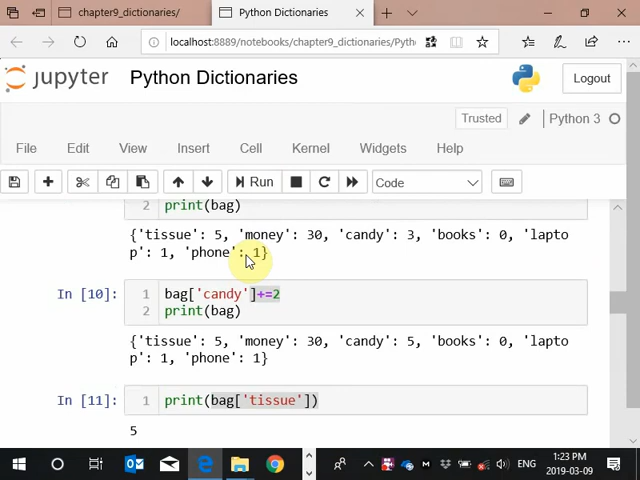 chapter9_dictionaries/
Python Dictionaries
localhost:8889/notebooks/chapter9_dictionaries/Pyth
jupyter
Python Dictionaries
Logout
Trusted
Python 3
File
Edit
View
Insert
Cell
Kernel
Widgets
Help
Run
Code
2 print(bag)
{'tissue': 5, 'money': 30, 'candy': 3, 'books': 0, 'lapto
p': 1, 'phone': 1}
In [10]:
1 bag['candy']+=2
2 print(bag)
{'tissue': 5, 'money': 30, 'candy': 5, 'books': 0, 'lapto
p': 1, 'phone': 1}
In [11]:
1 print(bag['tissue'])
5
ENG
1:23 PM
2019-03-09